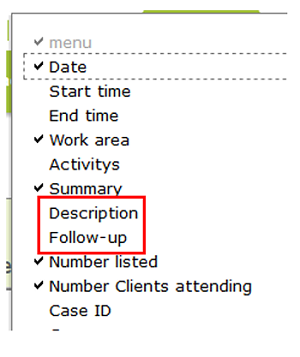 menu
Date
Start time
End time
Work area
Activitys
Summary
Description
Follow-up
Number listed
Number Clients attending
Case ID